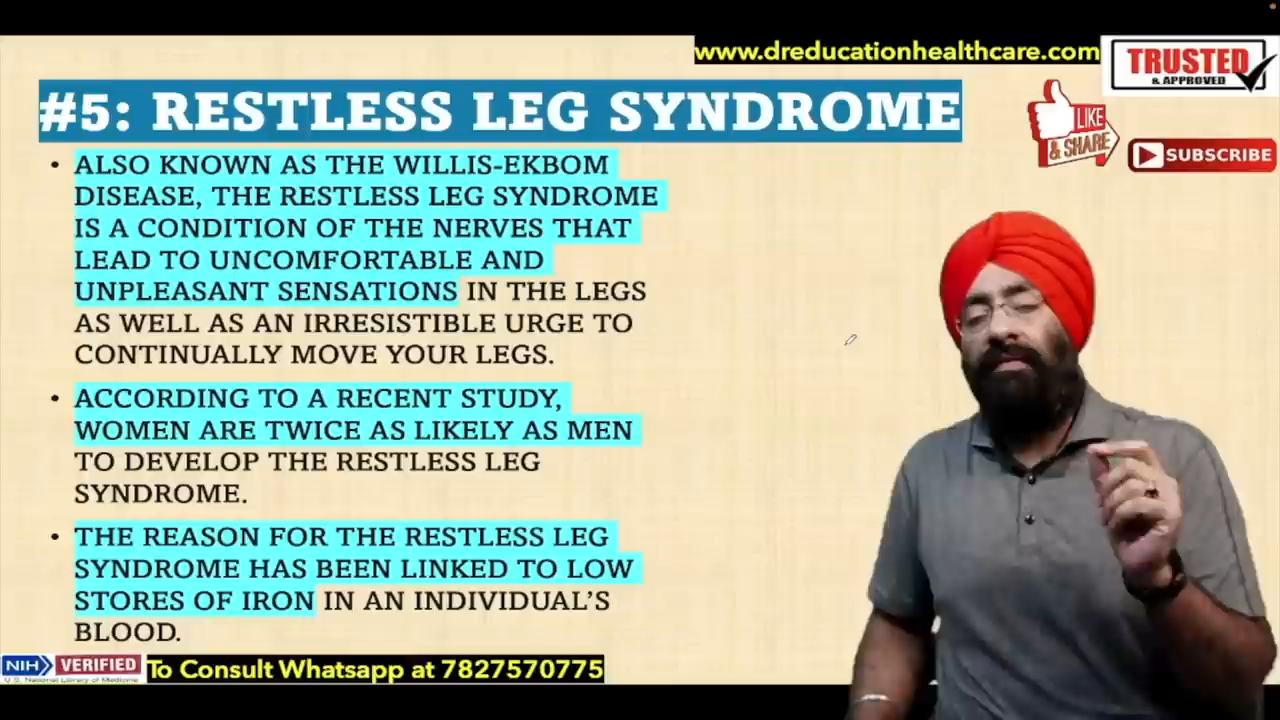 www.dreducationhealthcare.com
TRUSTED
& APPROVED
#5: RESTLESS LEG SYNDROME
LIKE
& SHARE
SUBSCRIBE
• ALSO KNOWN AS THE WILLIS-EKBOM
DISEASE, THE RESTLESS LEG SYNDROME
IS A CONDITION OF THE NERVES THAT
LEAD TO UNCOMFORTABLE AND
UNPLEASANT SENSATIONS IN THE LEGS
AS WELL AS AN IRRESISTIBLE URGE TO
CONTINUALLY MOVE YOUR LEGS.
• ACCORDING TO A RECENT STUDY,
WOMEN ARE TWICE AS LIKELY AS MEN
TO DEVELOP THE RESTLESS LEG
SYNDROME.
• THE REASON FOR THE RESTLESS LEG
SYNDROME HAS BEEN LINKED TO LOW
STORES OF IRON IN AN INDIVIDUAL'S
BLOOD.
NIH VERIFIED
U.S. National Library of Medicine
To Consult Whatsapp at 7827570775